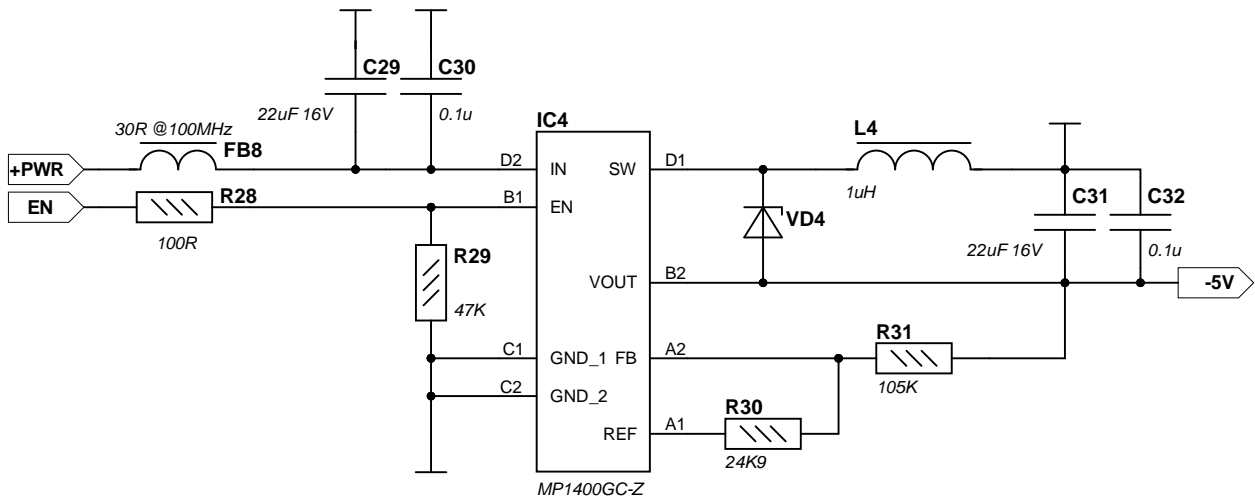 C29
C30
22uF 16V
0.1u
30R @100MHz
FB8
IC4
L4
+PWR
D2
IN
SW
D1
1uH
EN
R28
B1
EN
C31
C32
100R
VD4
R29
22uF 16V
0.1u
47K
VOUT
B2
-5V
R31
C1
GND_1
FB
A2
C2
GND_2
105K
R30
REF
A1
24K9
MP1400GC-Z